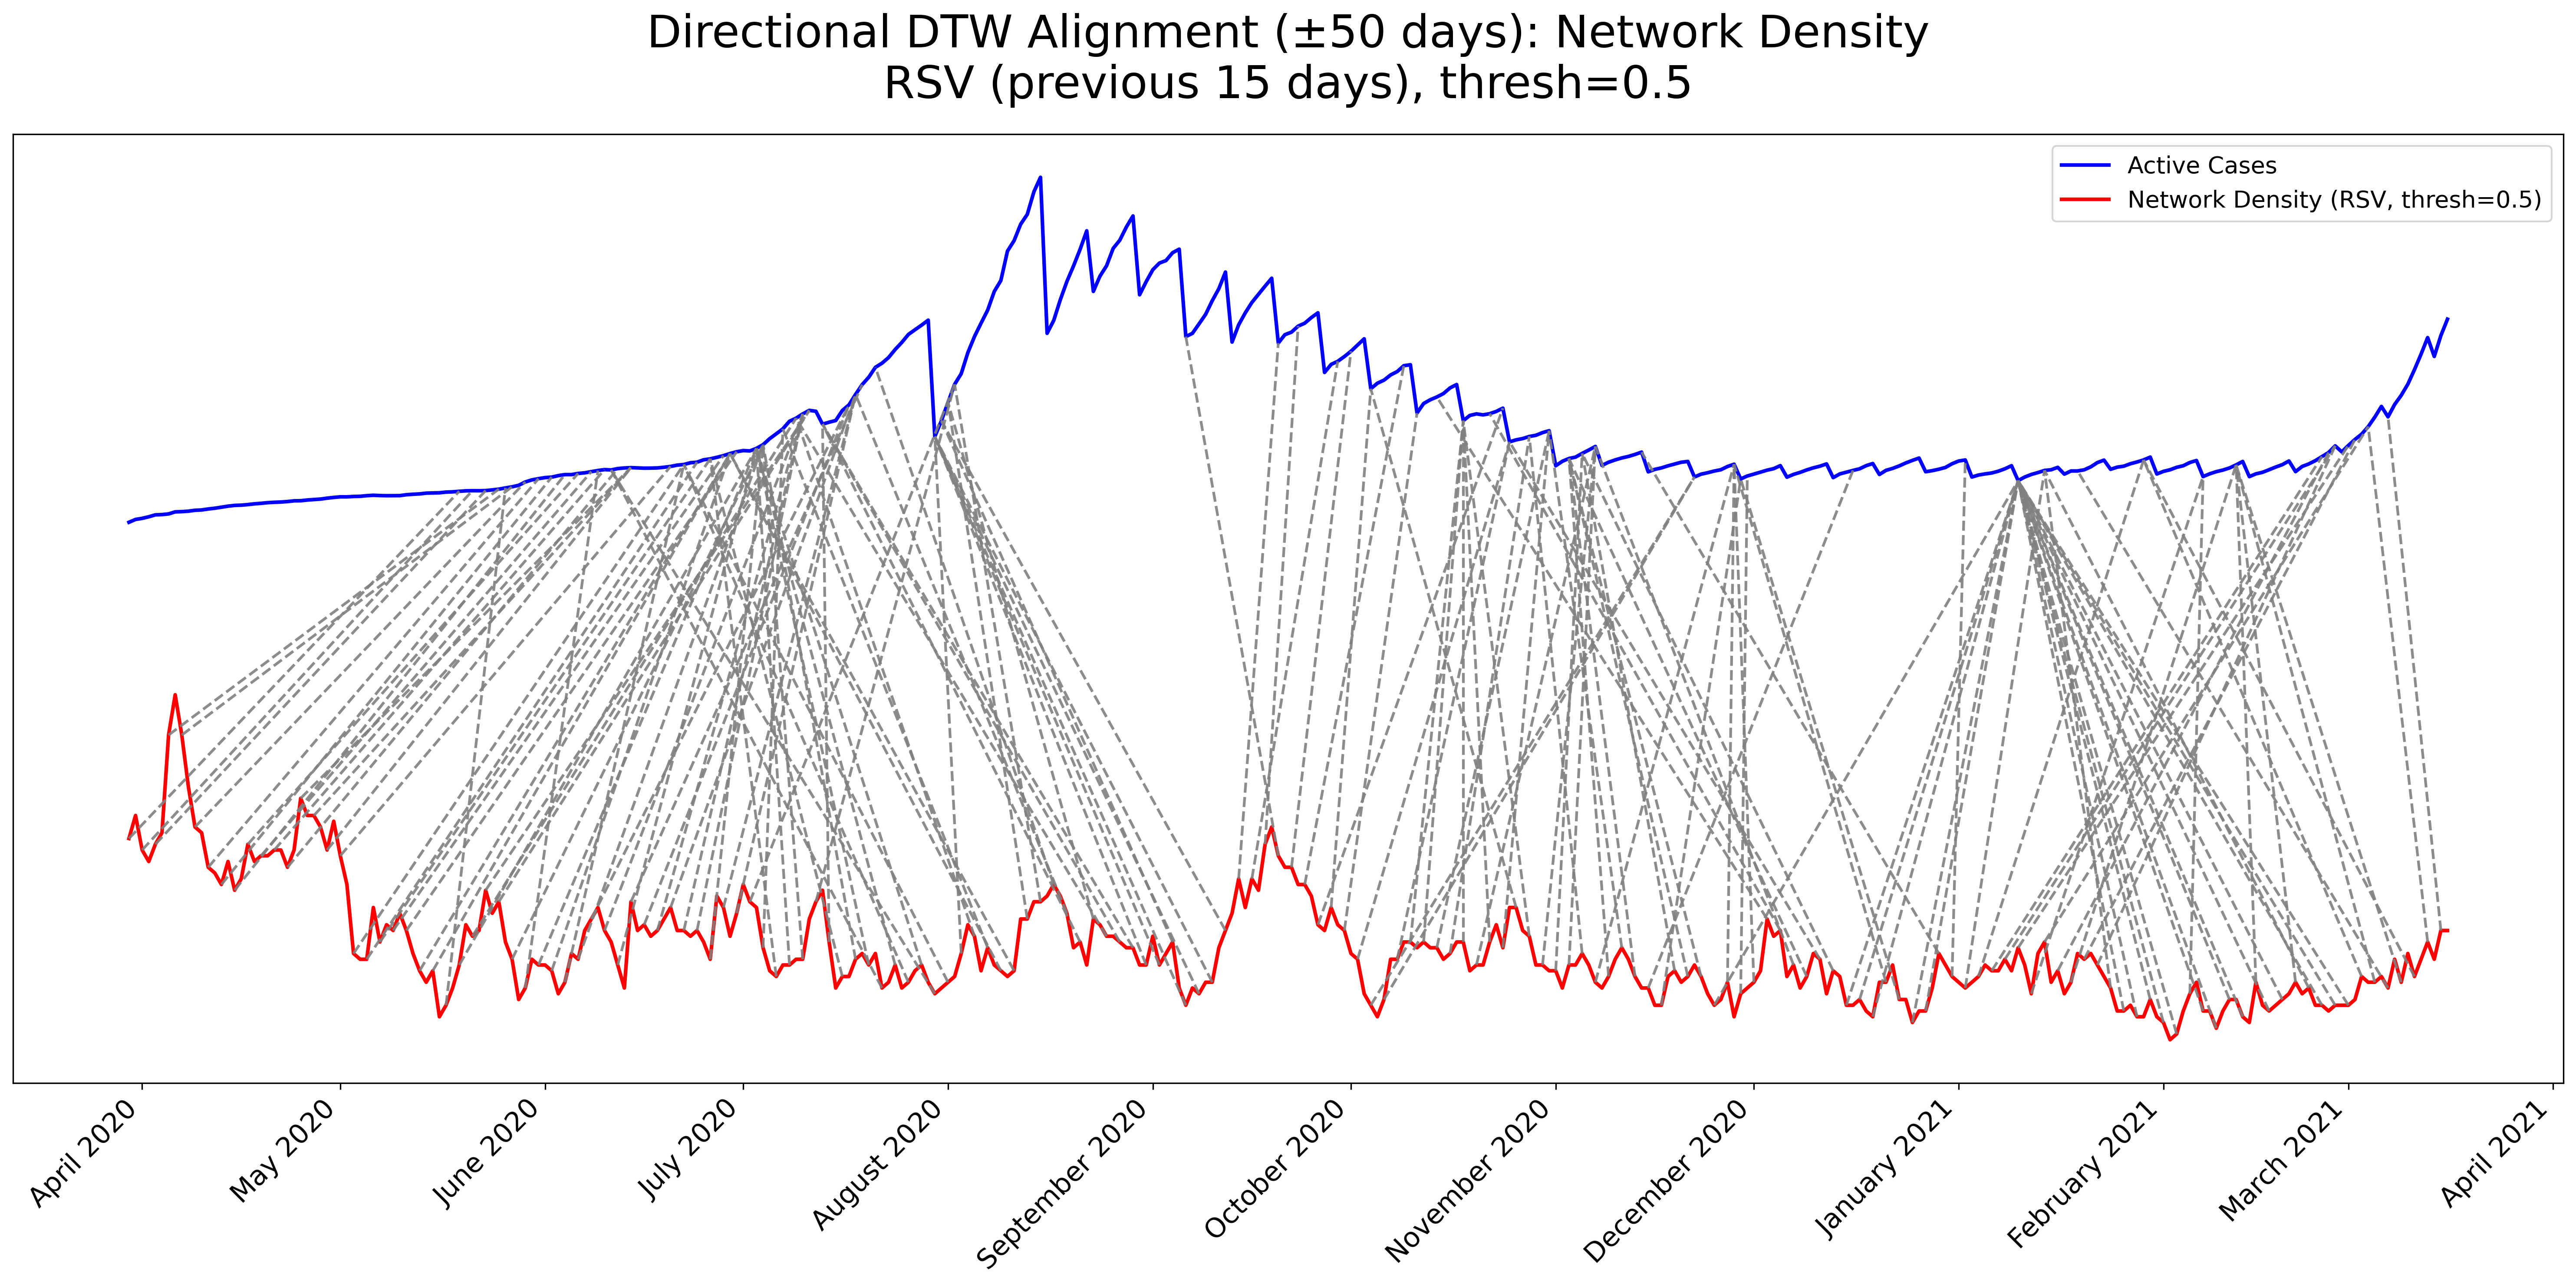 Directional DTW Alignment (±50 days): Network Density
RSV (previous 15 days), thresh=0.5
Active Cases
Network Density (RSV, thresh=0.5)
April 2020
May 2020
June 2020
July 2020
August 2020
September 2020
October 2020
November 2020
December 2020
January 2021
February 2021
March 2021
April 2021